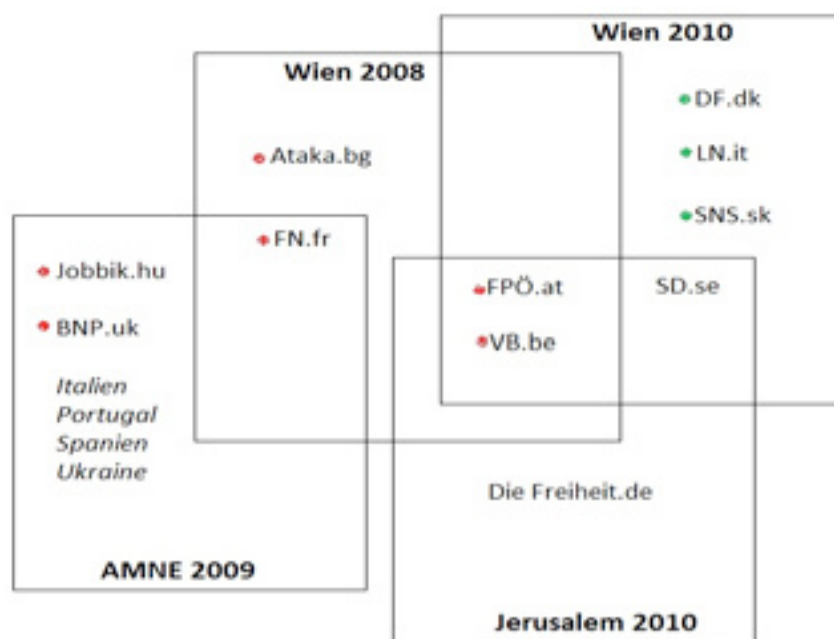 Wien 2010
Wien 2008
DF.dk
LN.it
Ataka.bg
SNS.sk
FN.fr
Jobbik.hu
FPÖ.at
SD.se
BNP.uk
VB.be
Italien
Portugal
Spanien
Ukraine
Die Freiheit.de
AMNE 2009
Jerusalem 2010